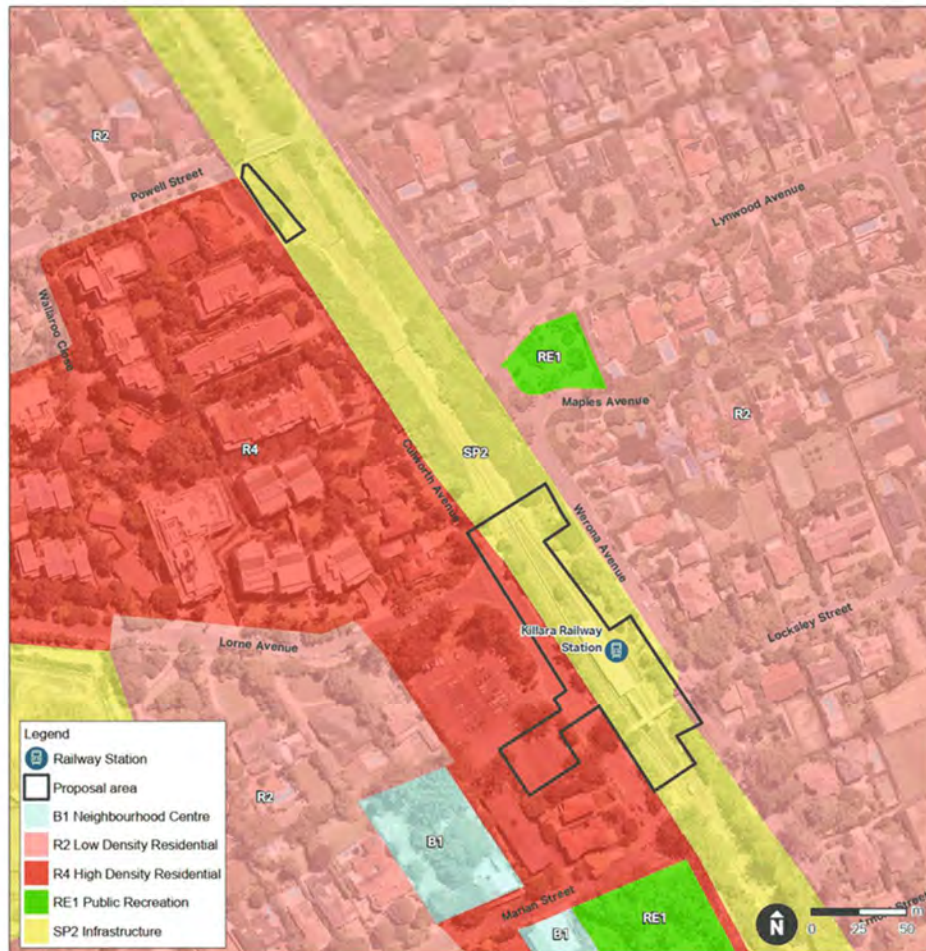 R2
Powell Street
Lynwood Avenue
Wallaroo Close
RE1
Maples Avenue
R2
R4
SP2
Culworth Avenue
Werona Avenue
Locksley Street
Killara Railway
Station
Lorne Avenue
Legend
Railway Station
Proposal area
B1 Neighbourhood Centre
R2 Low Density Residential
R4 High Density Residential
RE1 Public Recreation
SP2 Infrastructure
R2
B1
Marian Street
RE1
B1
Street
N
m
0 25 50